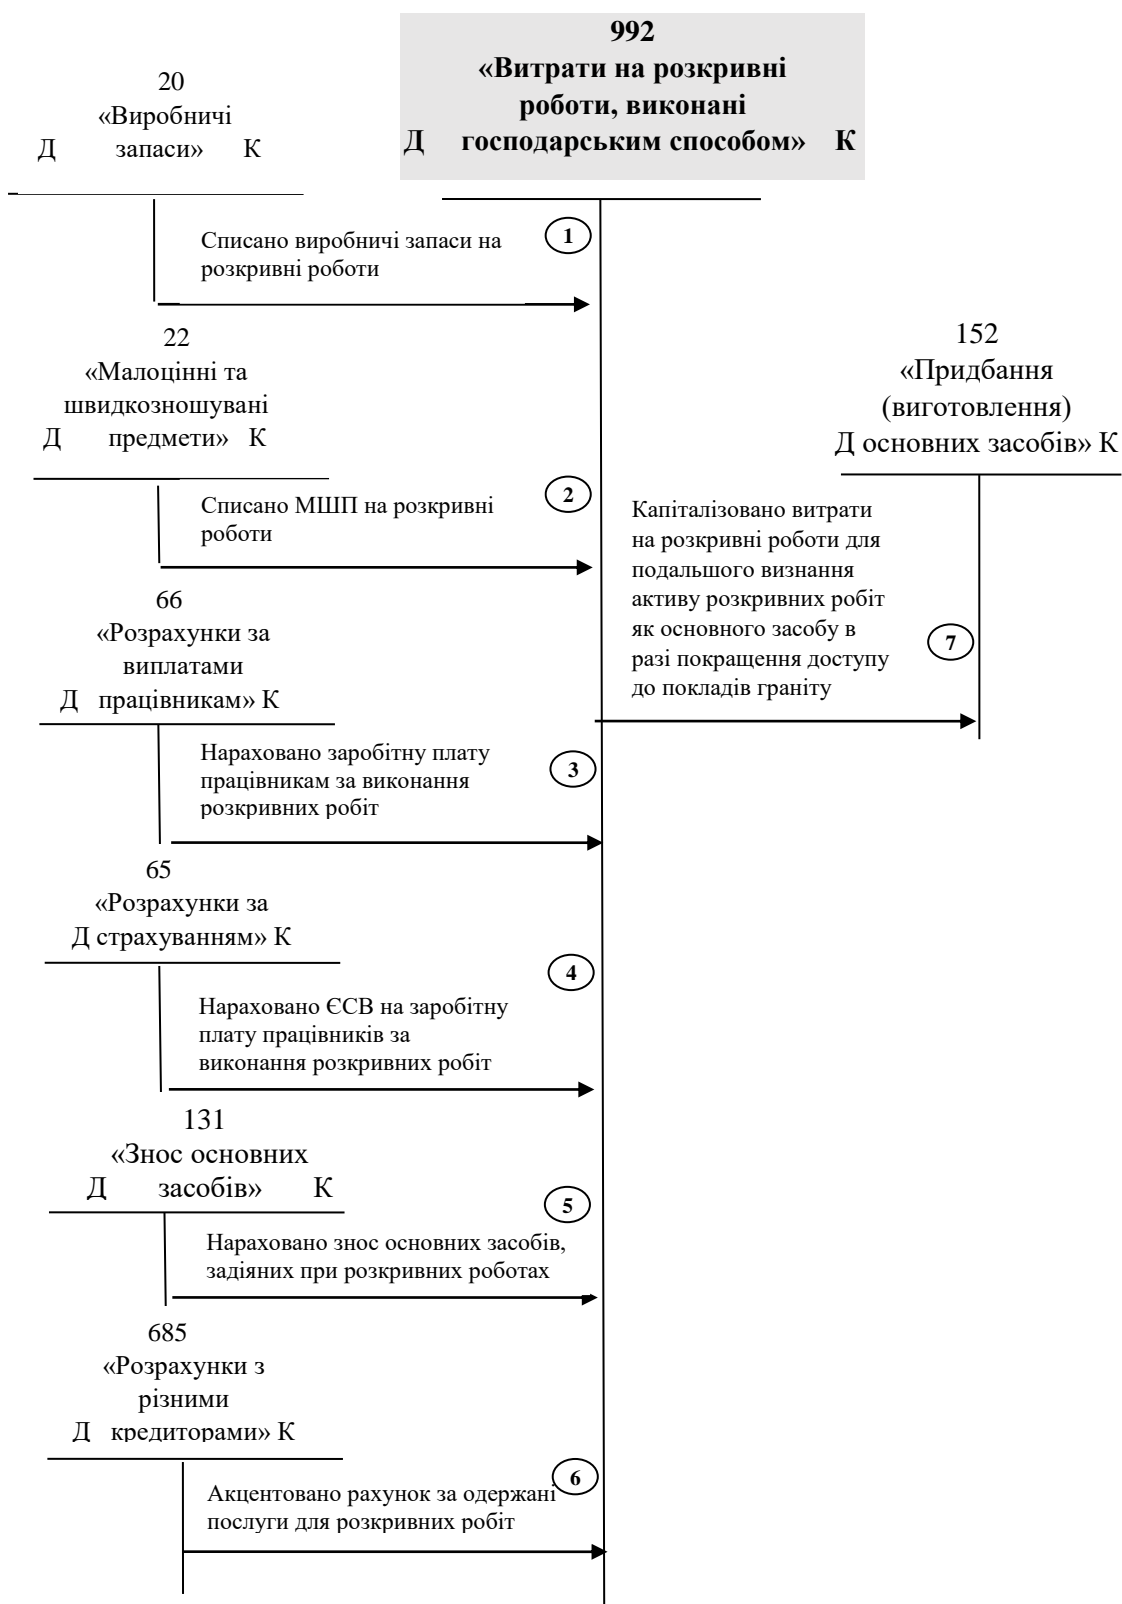 992
«Витрати на розкривні
роботи, виконані
Д господарським способом» К
20
«Виробничі
Д запаси» К
1
Списано виробничі запаси на
розкривні роботи
22
«Малоцінні та
швидкозношувані
Д предмети» К
152
«Придбання
(виготовлення)
Д основних засобів» К
2
Списано МШП на розкривні
роботи
Капіталізовано витрати
на розкривні роботи для
подальшого визнання
активу розкривних робіт
як основного засобу в
разі покращення доступу
до покладів граніту
7
66
«Розрахунки за
виплатами
Д працівникам» К
Нараховано заробітну плату
працівникам за виконання
розкривних робіт
3
65
«Розрахунки за
Д страхуванням» К
4
Нараховано ЄСВ на заробітну
плату працівників за
виконання розкривних робіт
131
«Знос основних
Д засобів» К
5
Нараховано знос основних засобів,
задіяних при розкривних роботах
685
«Розрахунки з
різними
Д кредиторами» К
6
Акцентовано рахунок за одержані
послуги для розкривних робіт